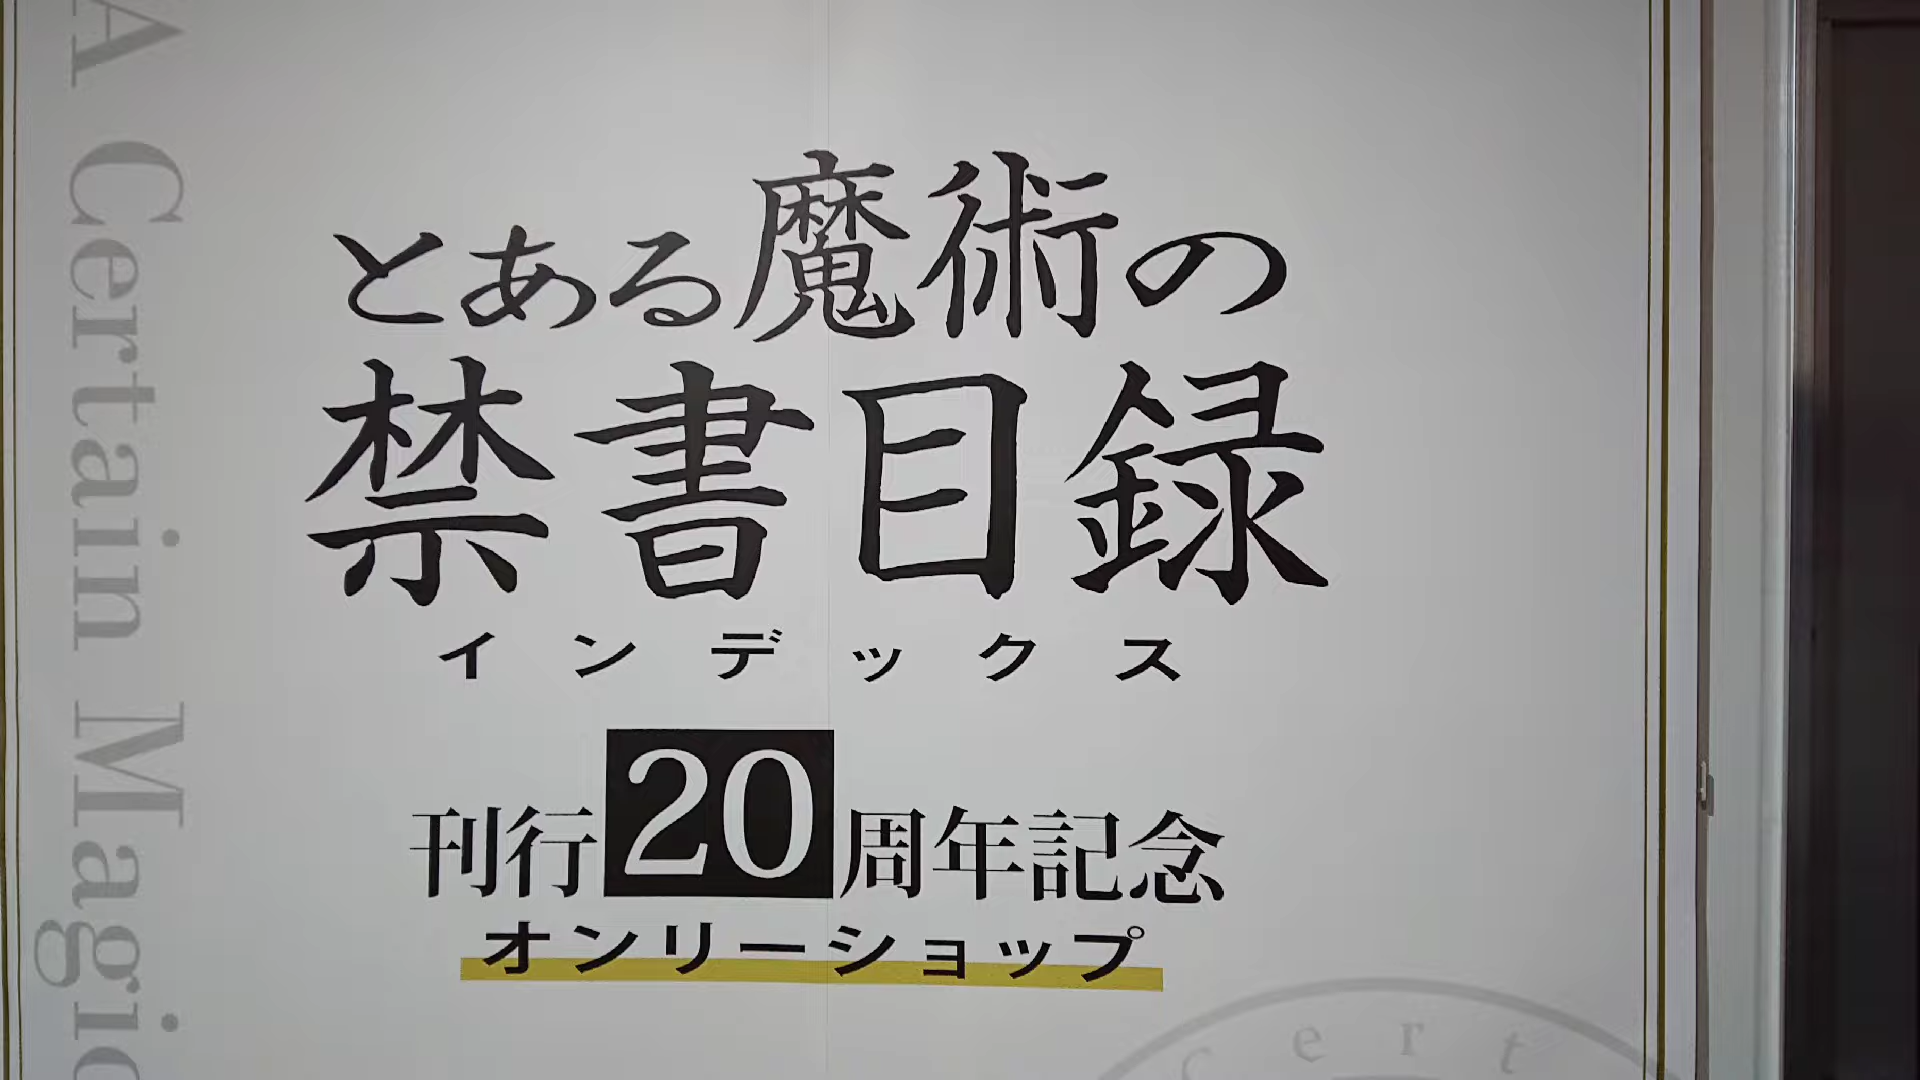 とある魔術の
禁書目録
インデックス
刊行20周年記念
オンリーショップ
A Certain Magic
Cert